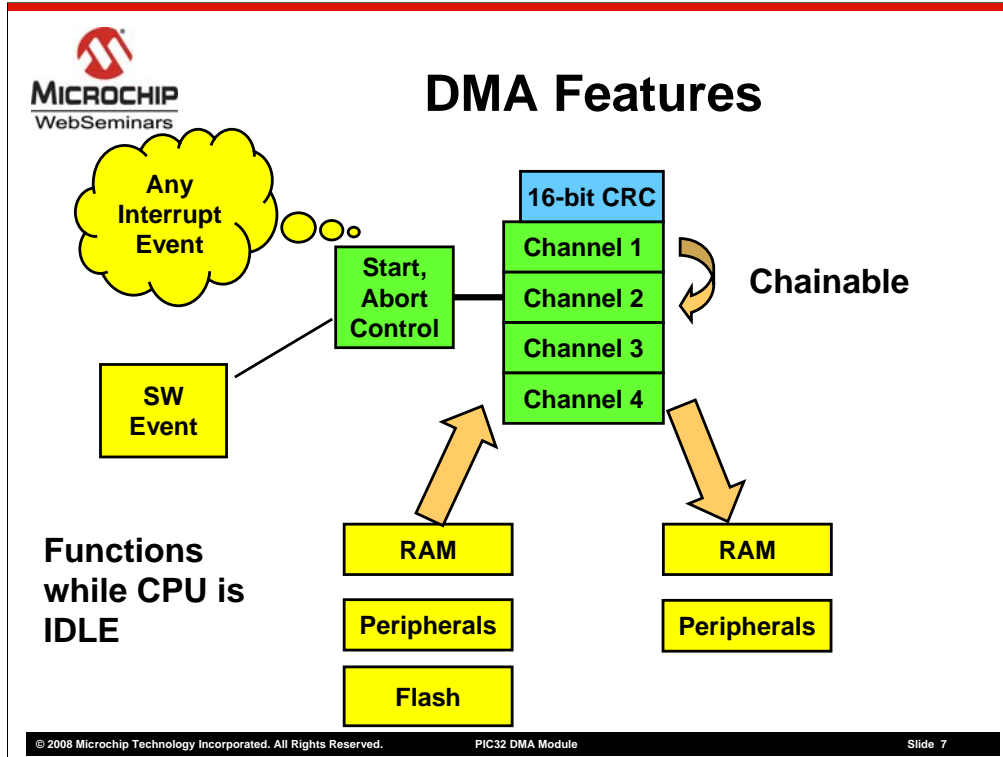 MICROCHIP
WebSeminars
DMA Features
Any
Interrupt
Event
Start,
Abort
Control
SW
Event
16-bit CRC
Channel 1
Channel 2
Channel 3
Channel 4
Chainable
Functions
while CPU is
IDLE
RAM
Peripherals
Flash
RAM
Peripherals
© 2008 Microchip Technology Incorporated. All Rights Reserved. PIC32 DMA Module Slide 7